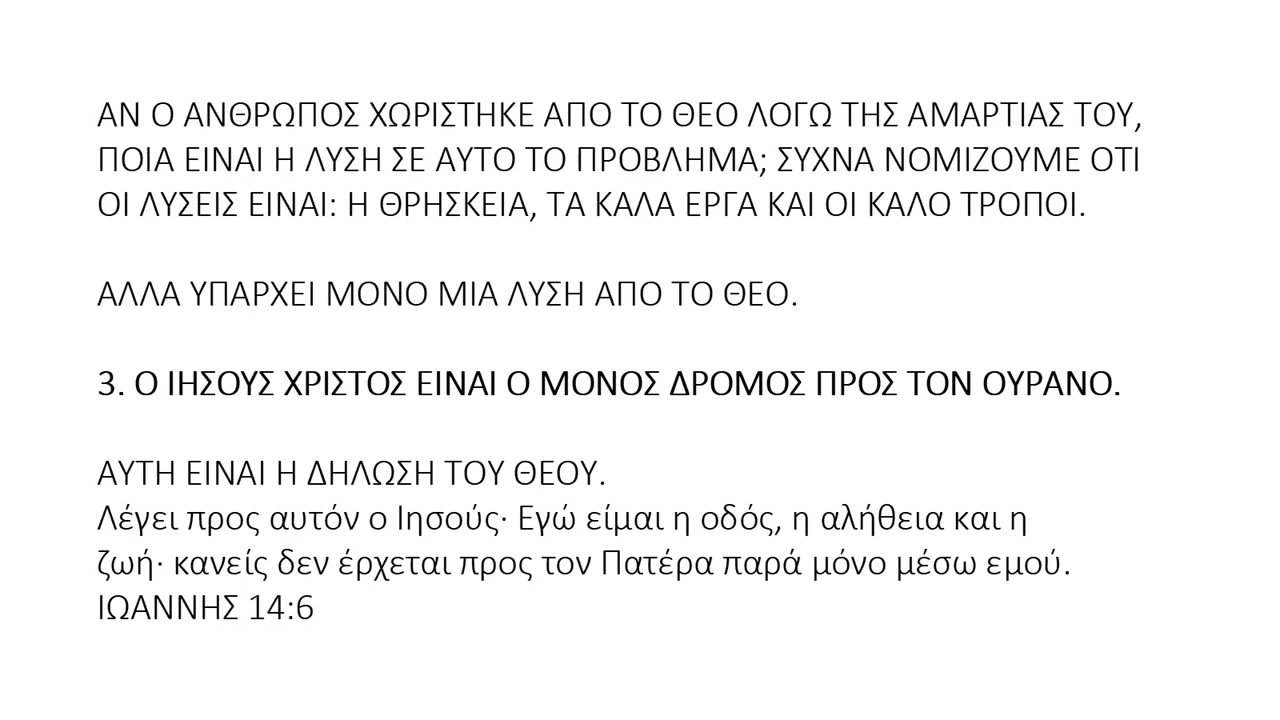 ΑΝ Ο ΑΝΘΡΩΠΟΣ ΧΩΡΙΣΤΗΚΕ ΑΠΟ ΤΟ ΘΕΟ ΛΟΓΩ ΤΗΣ ΑΜΑΡΤΙΑΣ ΤΟΥ,
ΠΟΙΑ ΕΙΝΑΙ Η ΛΥΣΗ ΣΕ ΑΥΤΟ ΤΟ ΠΡΟΒΛΗΜΑ; ΣΥΧΝΑ ΝΟΜΙΖΟΥΜΕ ΟΤΙ
ΟΙ ΛΥΣΕΙΣ ΕΙΝΑΙ: Η ΘΡΗΣΚΕΙΑ, ΤΑ ΚΑΛΑ ΕΡΓΑ ΚΑΙ ΟΙ ΚΑΛΟ ΤΡΟΠΟΙ.
ΑΛΛΑ ΥΠΑΡΧΕΙ ΜΟΝΟ ΜΙΑ ΛΥΣΗ ΑΠΟ ΤΟ ΘΕΟ.
3. Ο ΙΗΣΟΥΣ ΧΡΙΣΤΟΣ ΕΙΝΑΙ Ο ΜΟΝΟΣ ΔΡΟΜΟΣ ΠΡΟΣ ΤΟΝ ΟΥΡΑΝΟ.
ΑΥΤΗ ΕΙΝΑΙ Η ΔΗΛΩΣΗ ΤΟΥ ΘΕΟΥ.
Λέγει προς αυτόν ο Ιησούς· Εγώ είμαι η οδός, η αλήθεια και η
ζωή· κανείς δεν έρχεται προς τον Πατέρα παρά μόνο μέσω εμού.
ΙΩΑΝΝΗΣ 14:6